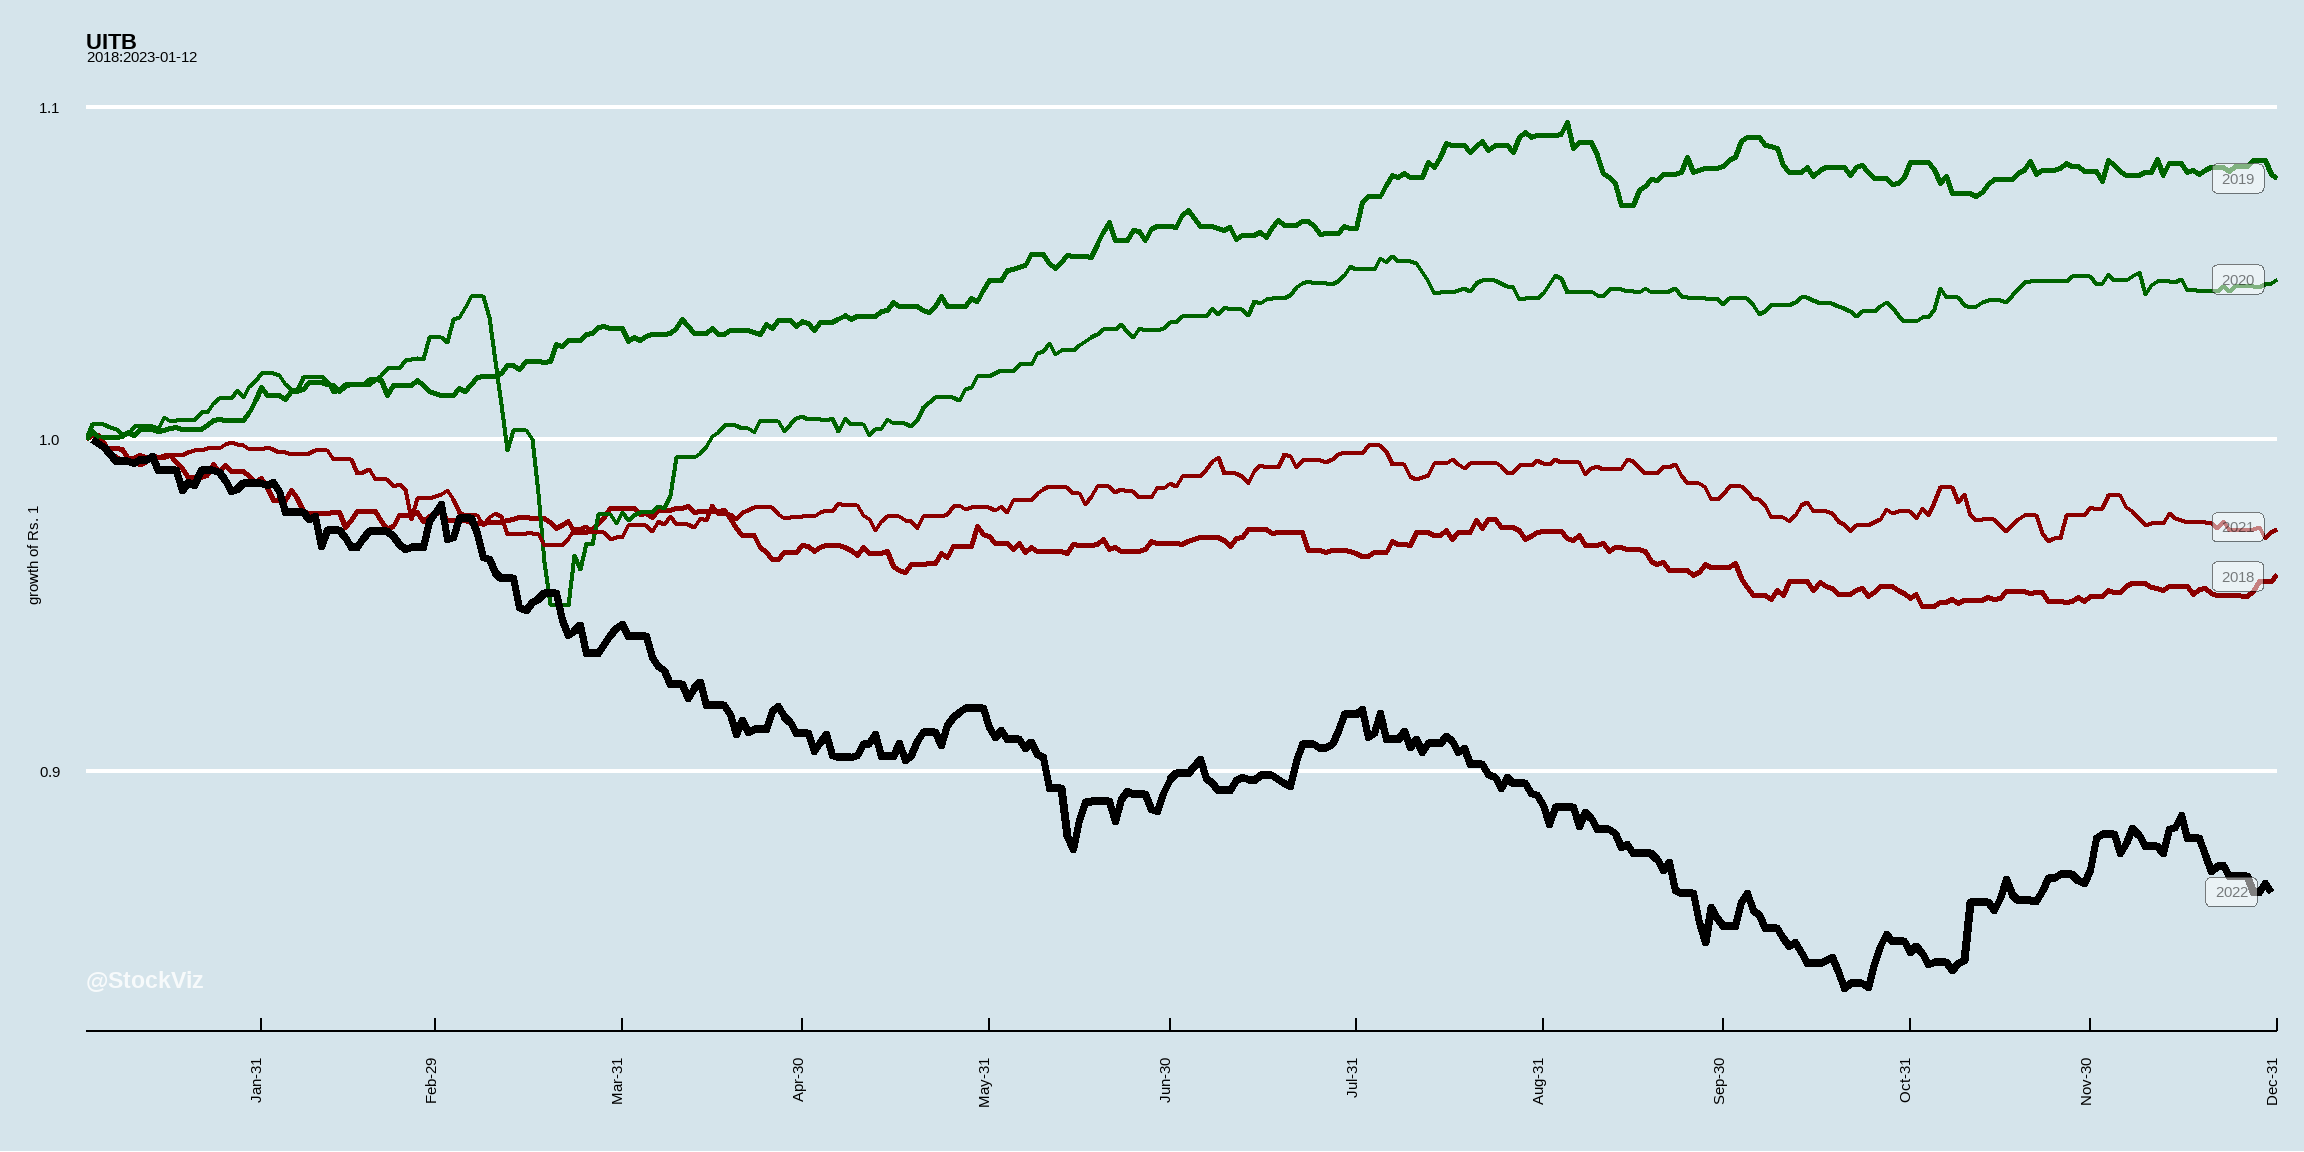 UITB
2018:2023-01-12
1.1
1.0
0.9
growth of Rs. 1
2019
2020
2021
2018
2022
@StockViz
Jan-31
Feb-29
Mar-31
Apr-30
May-31
Jun-30
Jul-31
Aug-31
Sep-30
Oct-31
Nov-30
Dec-31